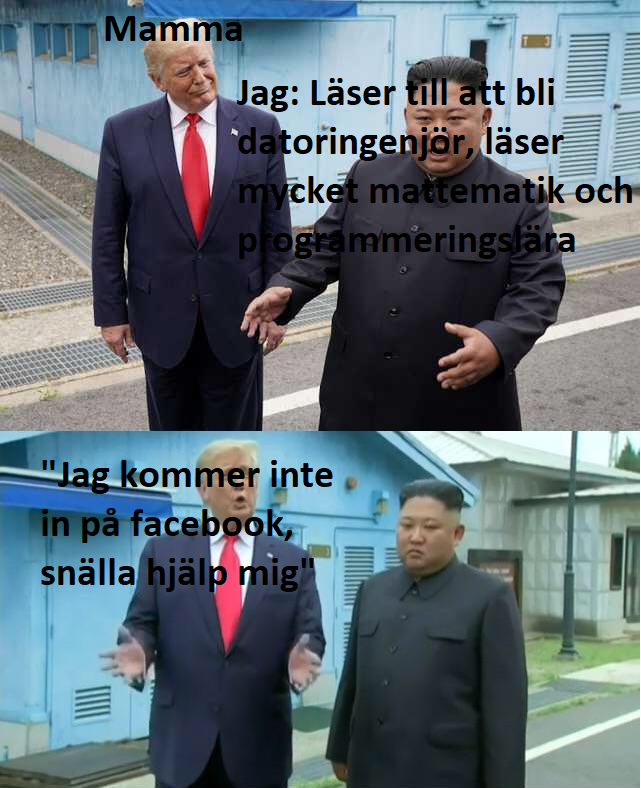 Mamma
Jag: Läser till att bli
datoringenjör, läser
mycket mattematik och
programmeringslära
"Jag kommer inte
in på facebook,
snälla hjälp mig"